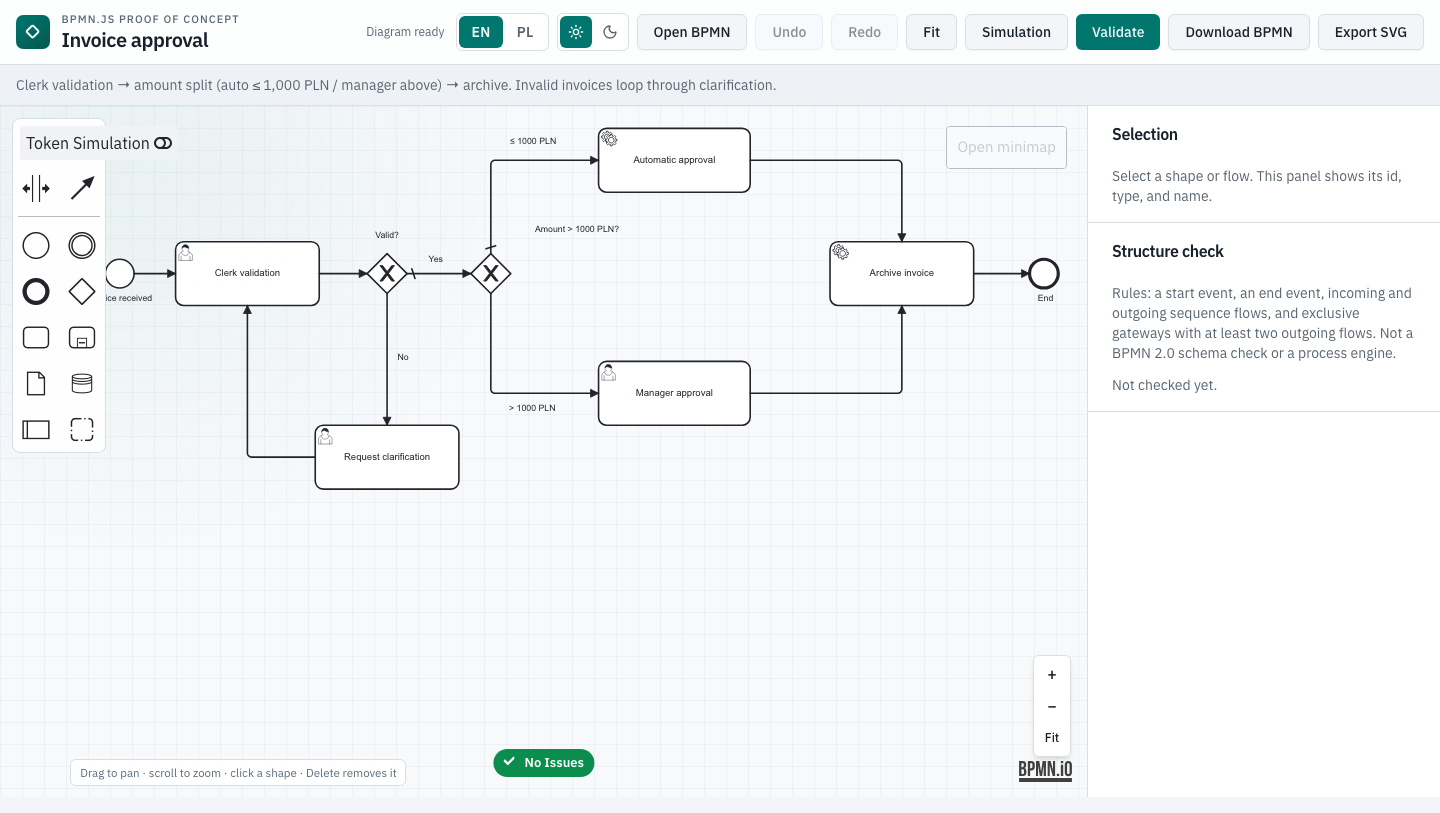 BPMN.JS PROOF OF CONCEPT
Invoice approval
Diagram ready
EN
PL
Open BPMN
Undo
Redo
Fit
Simulation
Validate
Download BPMN
Export SVG
Clerk validation → amount split (auto ≤ 1,000 PLN / manager above) → archive. Invalid invoices loop through clarification.
Token Simulation
Open minimap
≤ 1000 PLN
Automatic approval
Amount > 1000 PLN?
Valid?
Yes
Clerk validation
Archive invoice
ice received
End
No
Manager approval
> 1000 PLN
Request clarification
Selection
Select a shape or flow. This panel shows its id,
type, and name.
Structure check
Rules: a start event, an end event, incoming and
outgoing sequence flows, and exclusive
gateways with at least two outgoing flows. Not a
BPMN 2.0 schema check or a process engine.
Not checked yet.
+
−
Fit
No Issues
Drag to pan · scroll to zoom · click a shape · Delete removes it
BPMN.iO